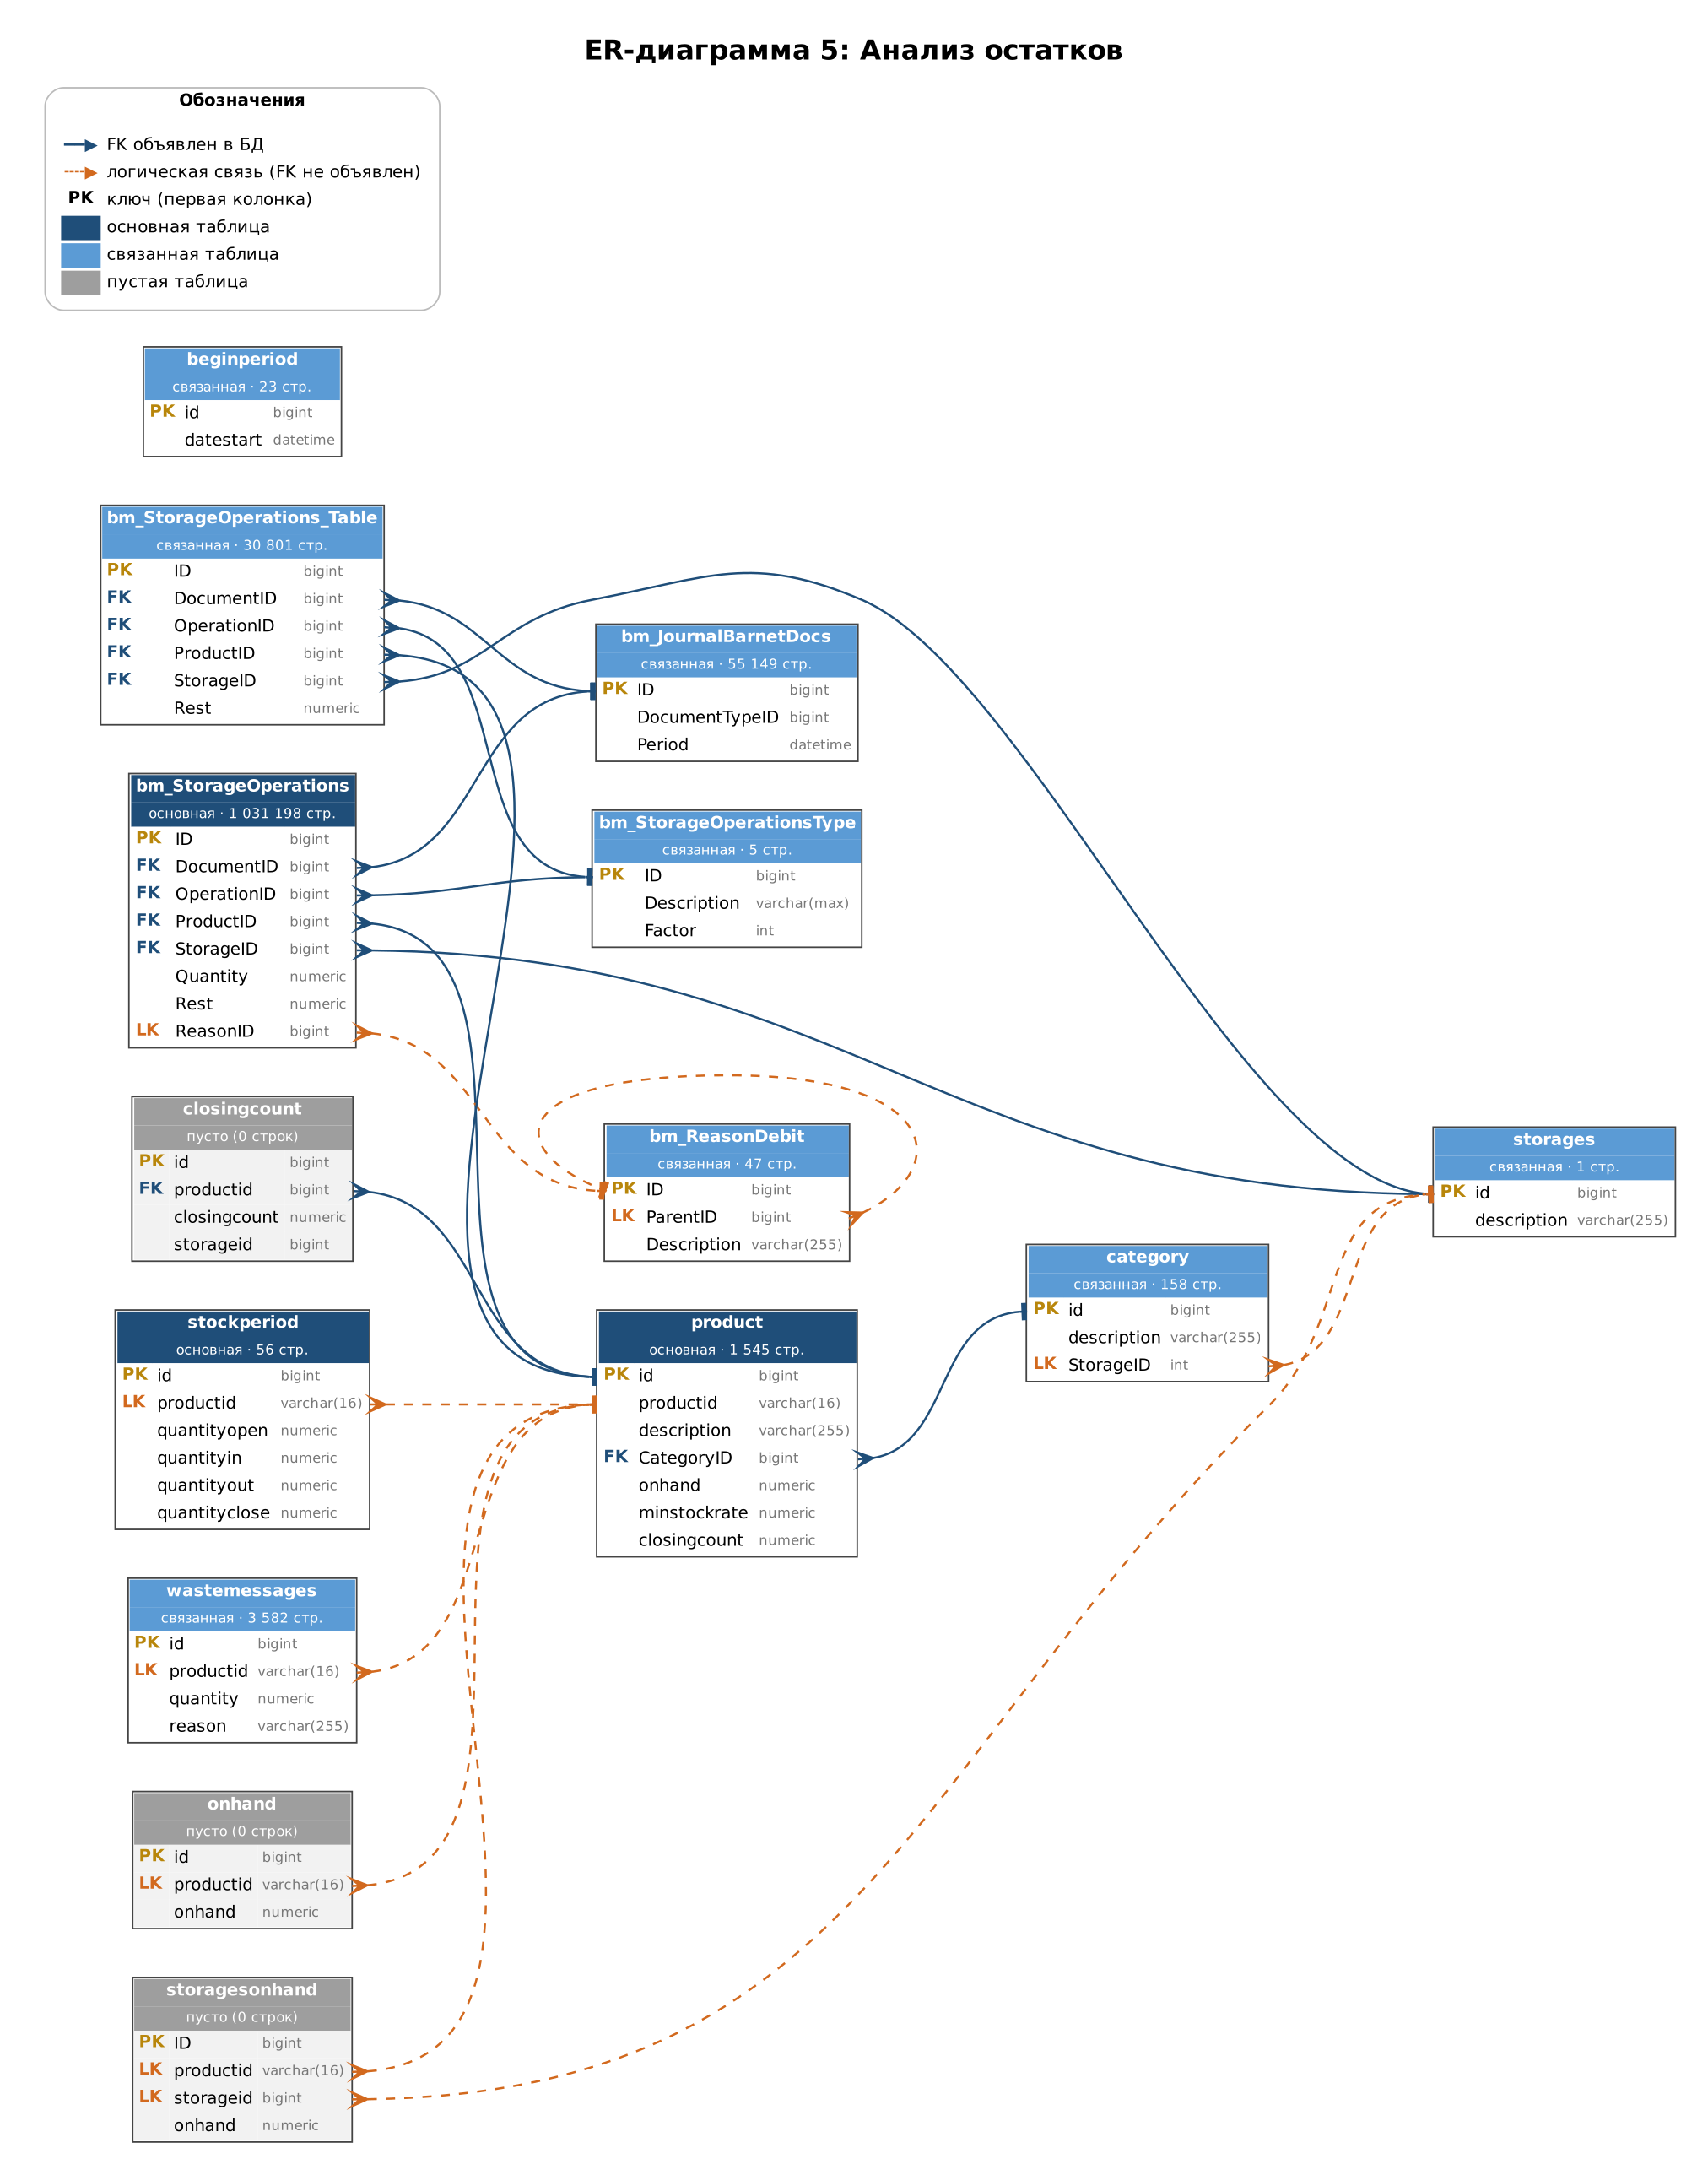 ER-диаграмма 5: Анализ остатков
Обозначения
FK объявлен в БД
логическая связь (FK не объявлен)
PK ключ (первая колонка)
основная таблица
связанная таблица
пустая таблица
beginperiod
связанная · 23 стр.
PK id bigint
datestart datetime
bm_StorageOperations_Table
связанная · 30 801 стр.
PK ID bigint
FK DocumentID bigint
FK OperationID bigint
FK ProductID bigint
FK StorageID bigint
Rest numeric
bm_JournalBarnetDocs
связанная · 55 149 стр.
PK ID bigint
DocumentTypeID bigint
Period datetime
bm_StorageOperations
основная · 1 031 198 стр.
PK ID bigint
FK DocumentID bigint
FK OperationID bigint
FK ProductID bigint
FK StorageID bigint
Quantity numeric
Rest numeric
LK ReasonID bigint
bm_StorageOperationsType
связанная · 5 стр.
PK ID bigint
Description varchar(max)
Factor int
closingcount
пусто (0 строк)
PK id bigint
FK productid bigint
closingcount numeric
storageid bigint
bm_ReasonDebit
связанная · 47 стр.
PK ID bigint
LK ParentID bigint
Description varchar(255)
storages
связанная · 1 стр.
PK id bigint
description varchar(255)
category
связанная · 158 стр.
PK id bigint
description varchar(255)
LK StorageID int
stockperiod
основная · 56 стр.
PK id bigint
LK productid varchar(16)
quantityopen numeric
quantityin numeric
quantityout numeric
quantityclose numeric
product
основная · 1 545 стр.
PK id bigint
productid varchar(16)
description varchar(255)
FK CategoryID bigint
onhand numeric
minstockrate numeric
closingcount numeric
wastemessages
связанная · 3 582 стр.
PK id bigint
LK productid varchar(16)
quantity numeric
reason varchar(255)
onhand
пусто (0 строк)
PK id bigint
LK productid varchar(16)
onhand numeric
storagesonhand
пусто (0 строк)
PK ID bigint
LK productid varchar(16)
LK storageid bigint
onhand numeric